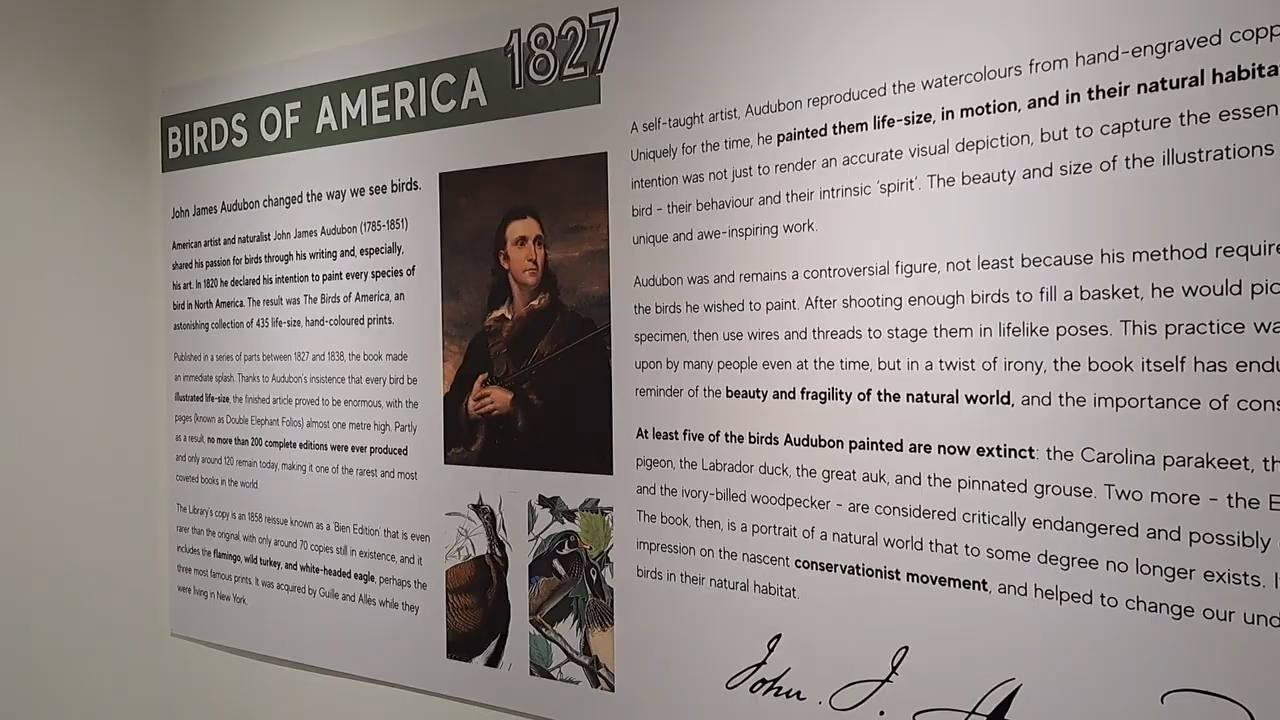 BIRDS OF AMERICA
1827
John James Audubon changed the way we see birds.
American artist and naturalist John James Audubon (1785-1851)
shared his passion for birds through his writing and, especially,
his art. In 1820 he declared his intention to paint every species of
bird in North America. The result was The Birds of America, an
astonishing collection of 435 life-size, hand-coloured prints.
Published in a series of parts between 1827 and 1838, the book made
an immediate splash. Thanks to Audubon's insistence that every bird be
illustrated life-size, the finished article proved to be enormous, with the
pages (known as Double Elephant Folios) almost one metre high. Partly
as a result, no more than 200 complete editions were ever produced
and only around 120 remain today, making it one of the rarest and most
coveted books in the world.
The Library's copy is an 1858 reissue known as a 'Bien Edition' that is even
rarer than the original, with only around 70 copies still in existence, and it
includes the flamingo, wild turkey, and white-headed eagle, perhaps the
three most famous prints. It was acquired by Guille and Allès while they
were living in New York.
A self-taught artist, Audubon reproduced the watercolours from hand-engraved copp
Uniquely for the time, he painted them life-size, in motion, and in their natural habita
intention was not just to render an accurate visual depiction, but to capture the essen
bird - their behaviour and their intrinsic 'spirit'. The beauty and size of the illustrations
unique and awe-inspiring work.
Audubon was and remains a controversial figure, not least because his method require
the birds he wished to paint. After shooting enough birds to fill a basket, he would pic
specimen, then use wires and threads to stage them in lifelike poses. This practice wa
upon by many people even at the time, but in a twist of irony, the book itself has endu
reminder of the beauty and fragility of the natural world, and the importance of cons
At least five of the birds Audubon painted are now extinct: the Carolina parakeet, th
pigeon, the Labrador duck, the great auk, and the pinnated grouse. Two more - the E
and the ivory-billed woodpecker - are considered critically endangered and possibly
The book, then, is a portrait of a natural world that to some degree no longer exists. I
impression on the nascent conservationist movement, and helped to change our und
birds in their natural habitat.
John. J.